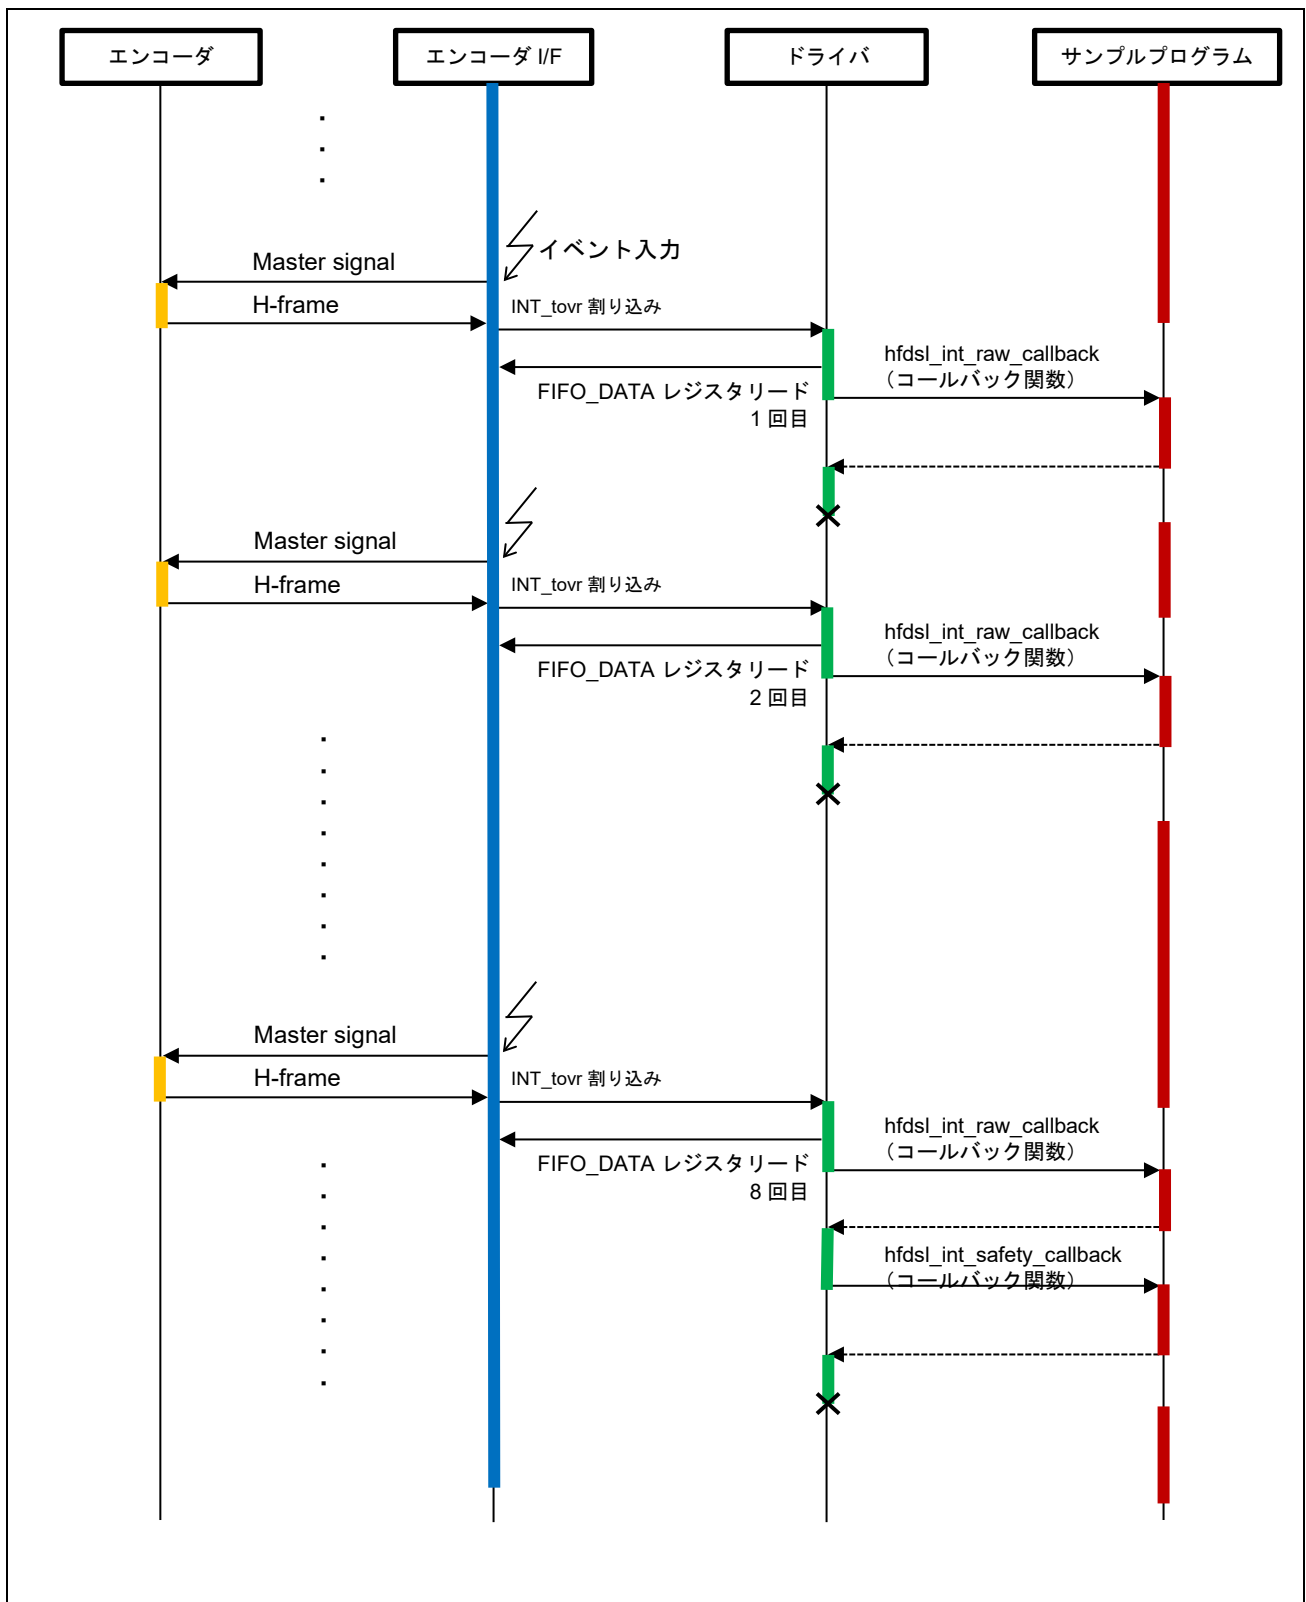 エンコーダ
エンコーダ I/F
ドライバ
サンプルプログラム
イベント入力
Master signal
H-frame
INT_tovr 割り込み
hfdsl_int_raw_callback
（コールバック関数）
FIFO_DATA レジスタリード
1 回目
Master signal
H-frame
INT_tovr 割り込み
hfdsl_int_raw_callback
（コールバック関数）
FIFO_DATA レジスタリード
2 回目
Master signal
H-frame
INT_tovr 割り込み
hfdsl_int_raw_callback
（コールバック関数）
FIFO_DATA レジスタリード
8 回目
hfdsl_int_safety_callback
（コールバック関数）